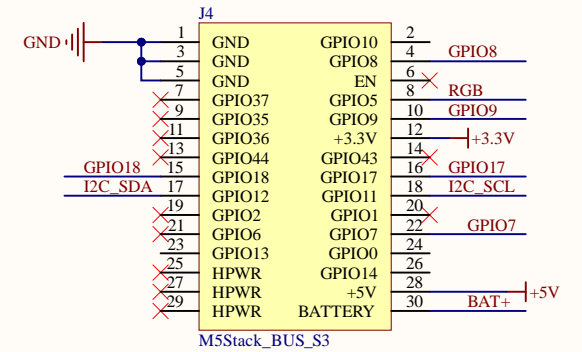 J4
1 GND GPIO10 2
GND 3 GND GPIO8 4 GPIO8
5 GND EN 6
7 GPIO37 GPIO5 8 RGB
9 GPIO35 GPIO9 10 GPIO9
11 GPIO36 +3.3V 12 +3.3V
13 GPIO44 GPIO43 14
GPIO18 15 GPIO18 GPIO17 16 GPIO17
I2C_SDA 17 GPIO12 GPIO11 18 I2C_SCL
19 GPIO2 GPIO1 20
21 GPIO6 GPIO7 22 GPIO7
23 GPIO13 GPIO0 24
25 HPWR GPIO14 26
27 HPWR +5V 28 +5V
29 HPWR BATTERY 30 BAT+
M5Stack_BUS_S3